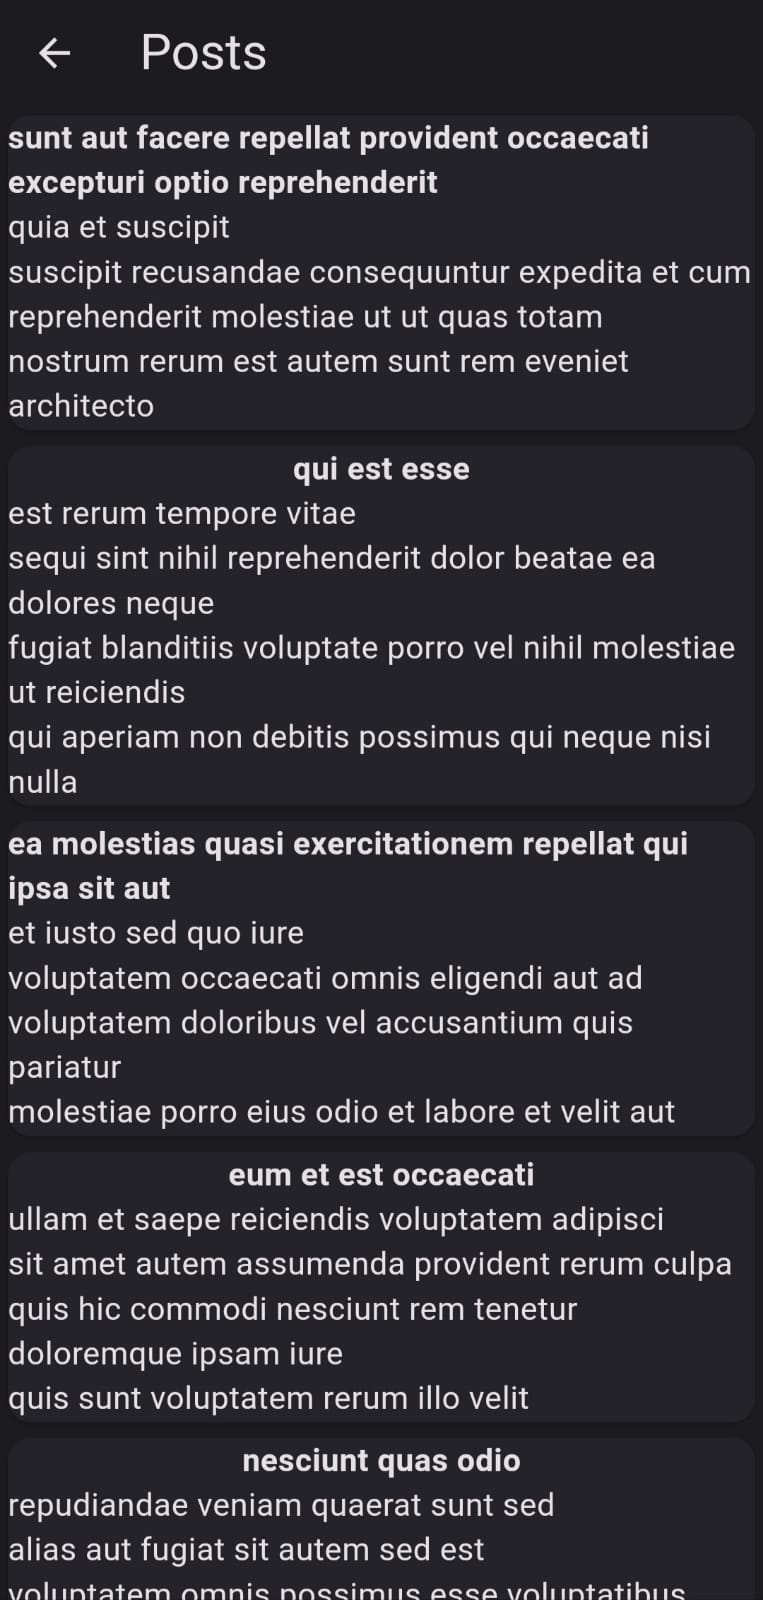 Posts
sunt aut facere repellat provident occaecati
excepturi optio reprehenderit
quia et suscipit
suscipit recusandae consequuntur expedita et cum
reprehenderit molestiae ut ut quas totam
nostrum rerum est autem sunt rem eveniet
architecto
qui est esse
est rerum tempore vitae
sequi sint nihil reprehenderit dolor beatae ea
dolores neque
fugiat blanditiis voluptate porro vel nihil molestiae
ut reiciendis
qui aperiam non debitis possimus qui neque nisi
nulla
ea molestias quasi exercitationem repellat qui
ipsa sit aut
et iusto sed quo iure
voluptatem occaecati omnis eligendi aut ad
voluptatem doloribus vel accusantium quis
pariatur
molestiae porro eius odio et labore et velit aut
eum et est occaecati
ullam et saepe reiciendis voluptatem adipisci
sit amet autem assumenda provident rerum culpa
quis hic commodi nesciunt rem tenetur
doloremque ipsam iure
quis sunt voluptatem rerum illo velit
nesciunt quas odio
repudiandae veniam quaerat sunt sed
alias aut fugiat sit autem sed est
voluptatem omnis possimus esse voluptatibus